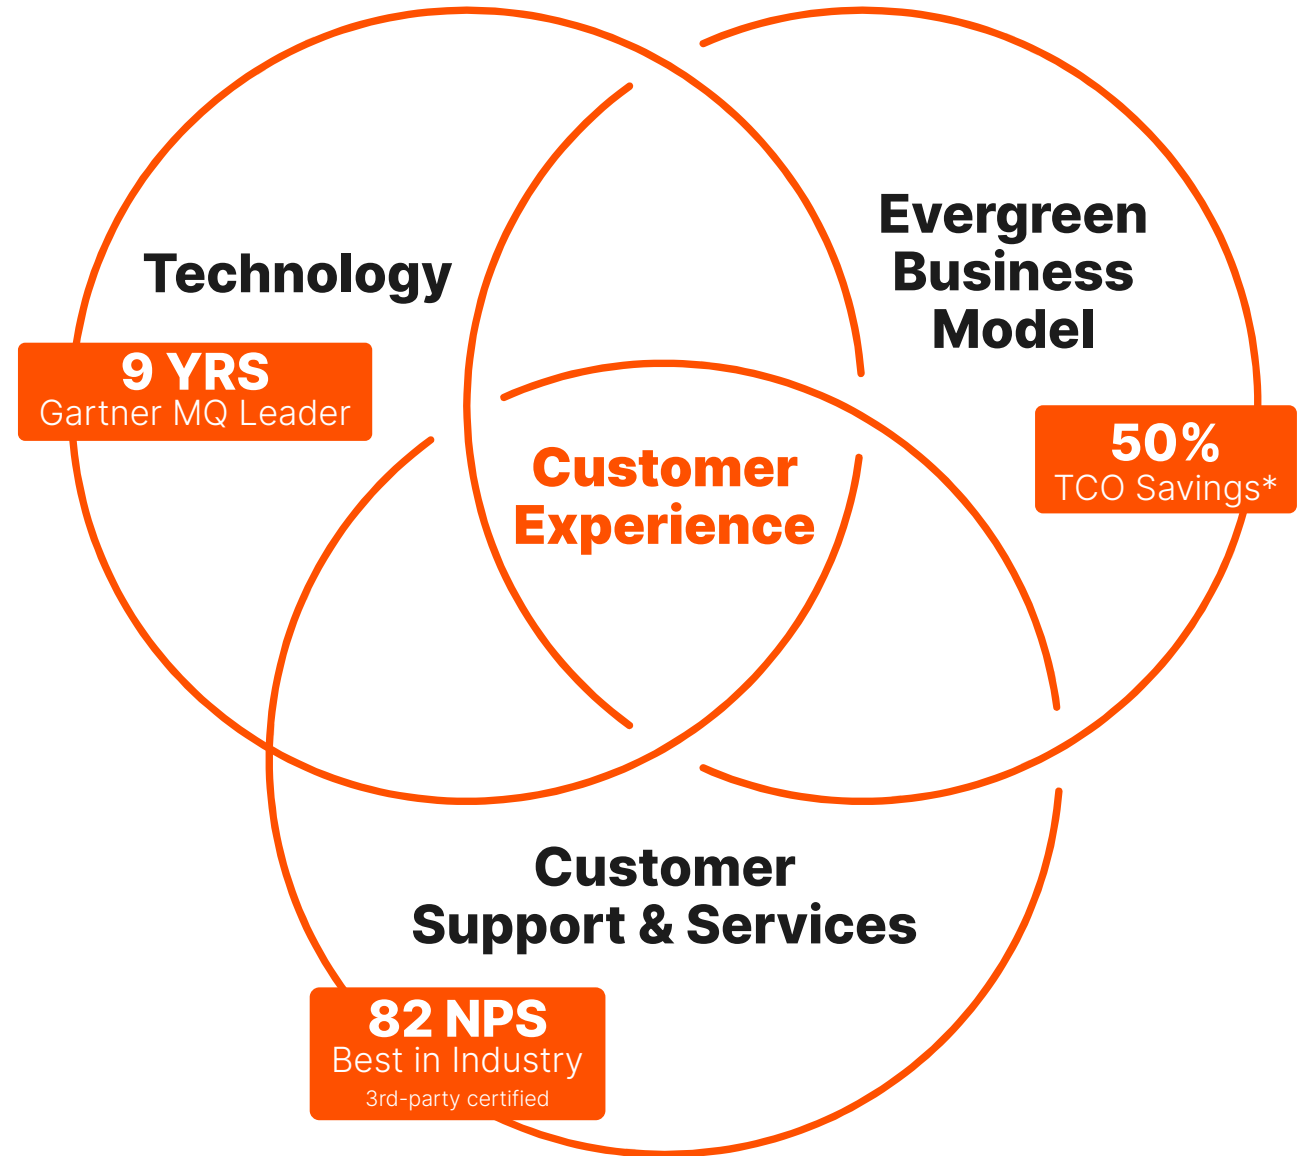 Technology
9 YRS
Gartner MQ Leader
Evergreen
Business
Model
50%
TCO Savings*
Customer
Experience
Customer
Support & Services
82 NPS
Best in Industry
3rd-party certified